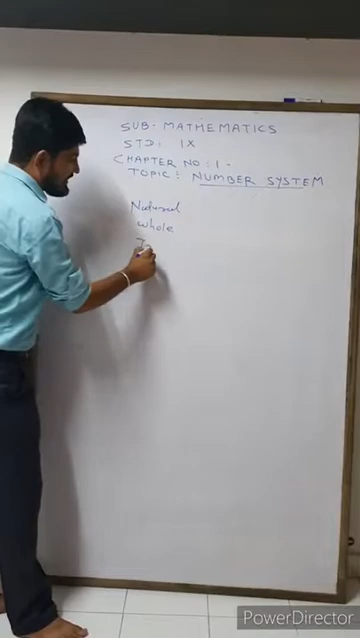 SUB- MATHEMATICS
STD: IX
CHAPTER NO: 1-
TOPIC: NUMBER SYSTEM
Natural
whole
I
PowerDirector